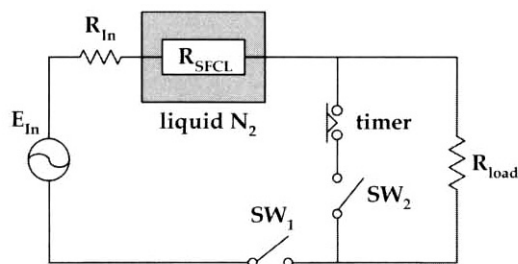 R_In
R_SFCL
liquid N_2
timer
E_In
R_load
SW_2
SW_1